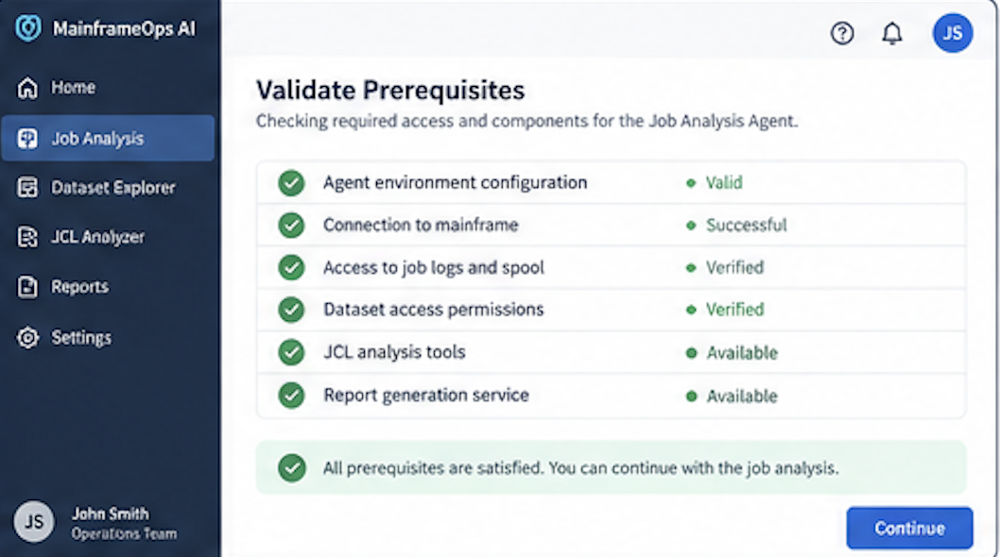 MainframeOps AI
JS
Home
Validate Prerequisites
Checking required access and components for the Job Analysis Agent.
Job Analysis
Dataset Explorer
JCL Analyzer
Reports
Settings
Agent environment configuration Valid
Connection to mainframe Successful
Access to job logs and spool Verified
Dataset access permissions Verified
JCL analysis tools Available
Report generation service Available
All prerequisites are satisfied. You can continue with the job analysis.
JS
John Smith
Operations Team
Continue